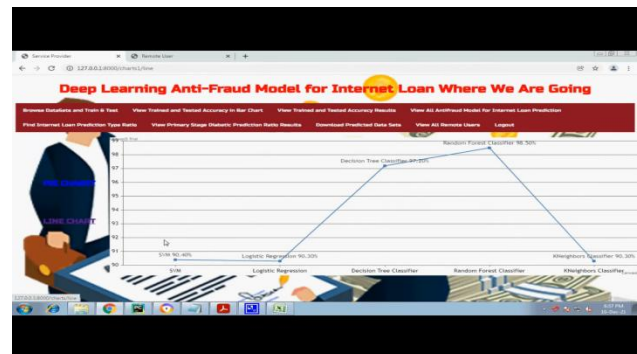 Service Provider
Remote User
127.0.0.1:8000/charts1/line
Deep Learning Anti-Fraud Model for Internet Loan Where We Are Going
Browse DataSets and Train & Test
View Trained and Tested Accuracy in Bar Chart
View Trained and Tested Accuracy Results
View All Antifraud Model for Internet Loan Prediction
Find Internet Loan Prediction Type Ratio
View Primary Stage Diabetic Prediction Ratio Results
Download Predicted Data Sets
View All Remote Users
Logout
PIE CHART
LINE CHART
99
98
97
96
95
94
93
92
91
90
SVM 90.40%
Logistic Regression 90.30%
Decision Tree Classifier 97.20%
Random Forest Classifier 98.50%
KNeighbors Classifier 90.30%
SVM
Logistic Regression
Decision Tree Classifier
Random Forest Classifier
KNeighbors Classifier
127.0.0.1:8000/charts/line